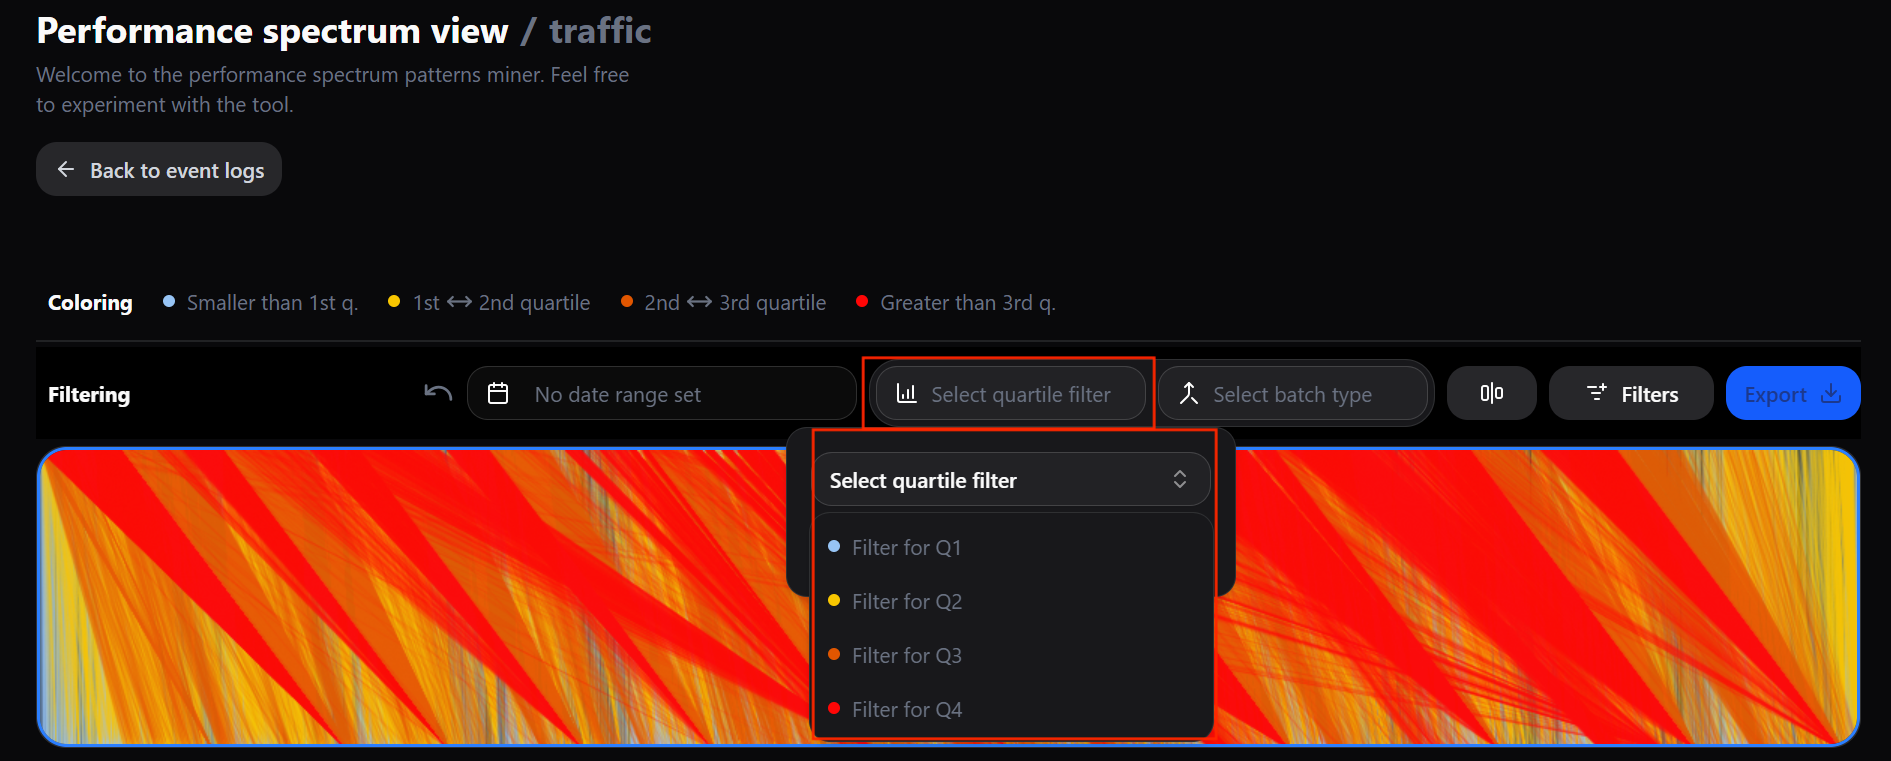 Performance spectrum view / traffic
Welcome to the performance spectrum patterns miner. Feel free
to experiment with the tool.
Back to event logs
Coloring Smaller than 1st q. 1st ↔ 2nd quartile 2nd ↔ 3rd quartile Greater than 3rd q.
Filtering No date range set Select quartile filter Select batch type Filters Export
Select quartile filter
Filter for Q1
Filter for Q2
Filter for Q3
Filter for Q4